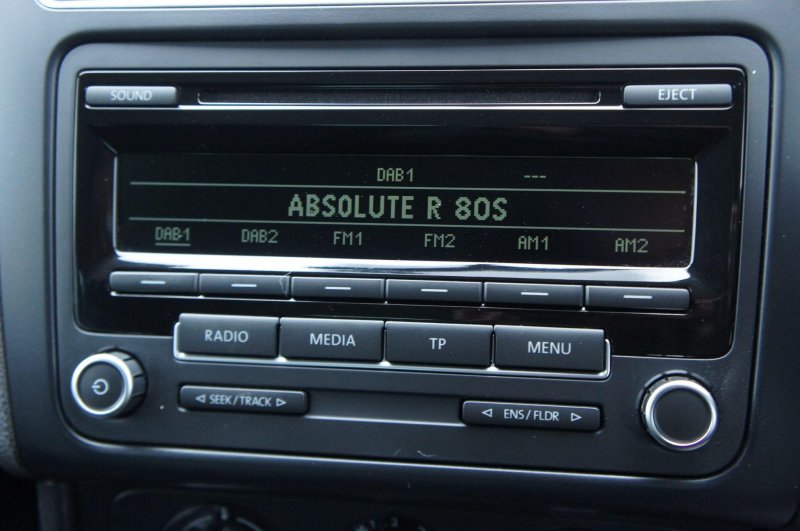 SOUND EJECT
DAB1 ---
ABSOLUTE R 80S
DAB1 DAB2 FM1 FM2 AM1 AM2
RADIO MEDIA TP MENU
◁ SEEK/TRACK ▷ ◁ ENS/FLDR ▷